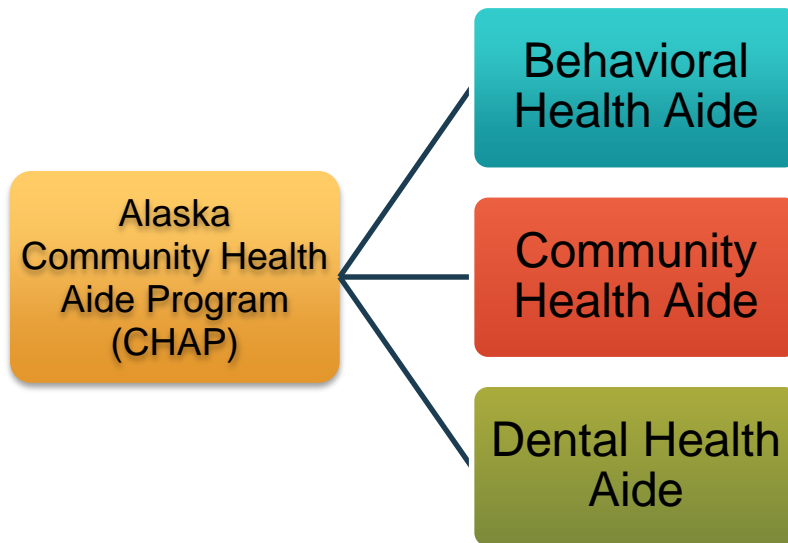 Behavioral
Health Aide
Alaska
Community Health
Aide Program
(CHAP)
Community
Health Aide
Dental Health
Aide